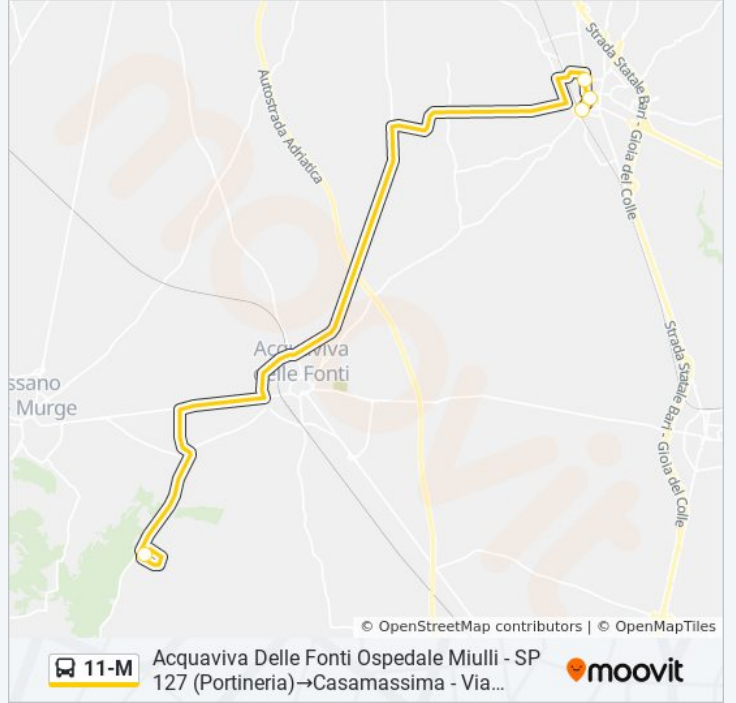 Strada Statale Bari - Gioia del Colle
Autostrada Adriatica
Acquaviva
delle Fonti
ssano
Murge
Strada Statale Bari - Gioia del Colle
moovit
© OpenStreetMap contributors | © OpenMapTiles
11-M
Acquaviva Delle Fonti Ospedale Miulli - SP
127 (Portineria)→Casamassima - Via...
moovit